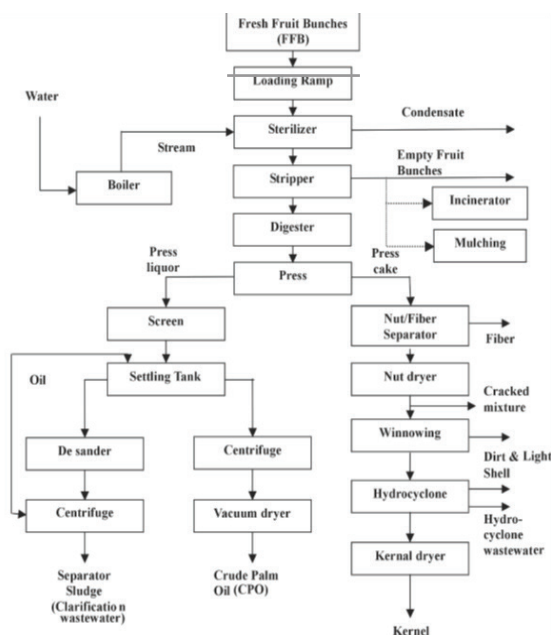 Fresh Fruit Bunches
(FFB)
Loading Ramp
Water
Condensate
Sterilizer
Stream
Empty Fruit
Bunches
Boiler
Stripper
Incinerator
Digester
Mulching
Press
liquor
Press
cake
Press
Screen
Nut/Fiber
Separator
Fiber
Oil
Settling Tank
Nut dryer
Cracked
mixture
De sander
Centrifuge
Winnowing
Dirt & Light
Shell
Centrifuge
Vacuum dryer
Hydrocyclone
Hydro-
cyclone
wastewater
Kernal dryer
Separator
Sludge
(Clarification
wastewater)
Crude Palm
Oil (CPO)
Kernel